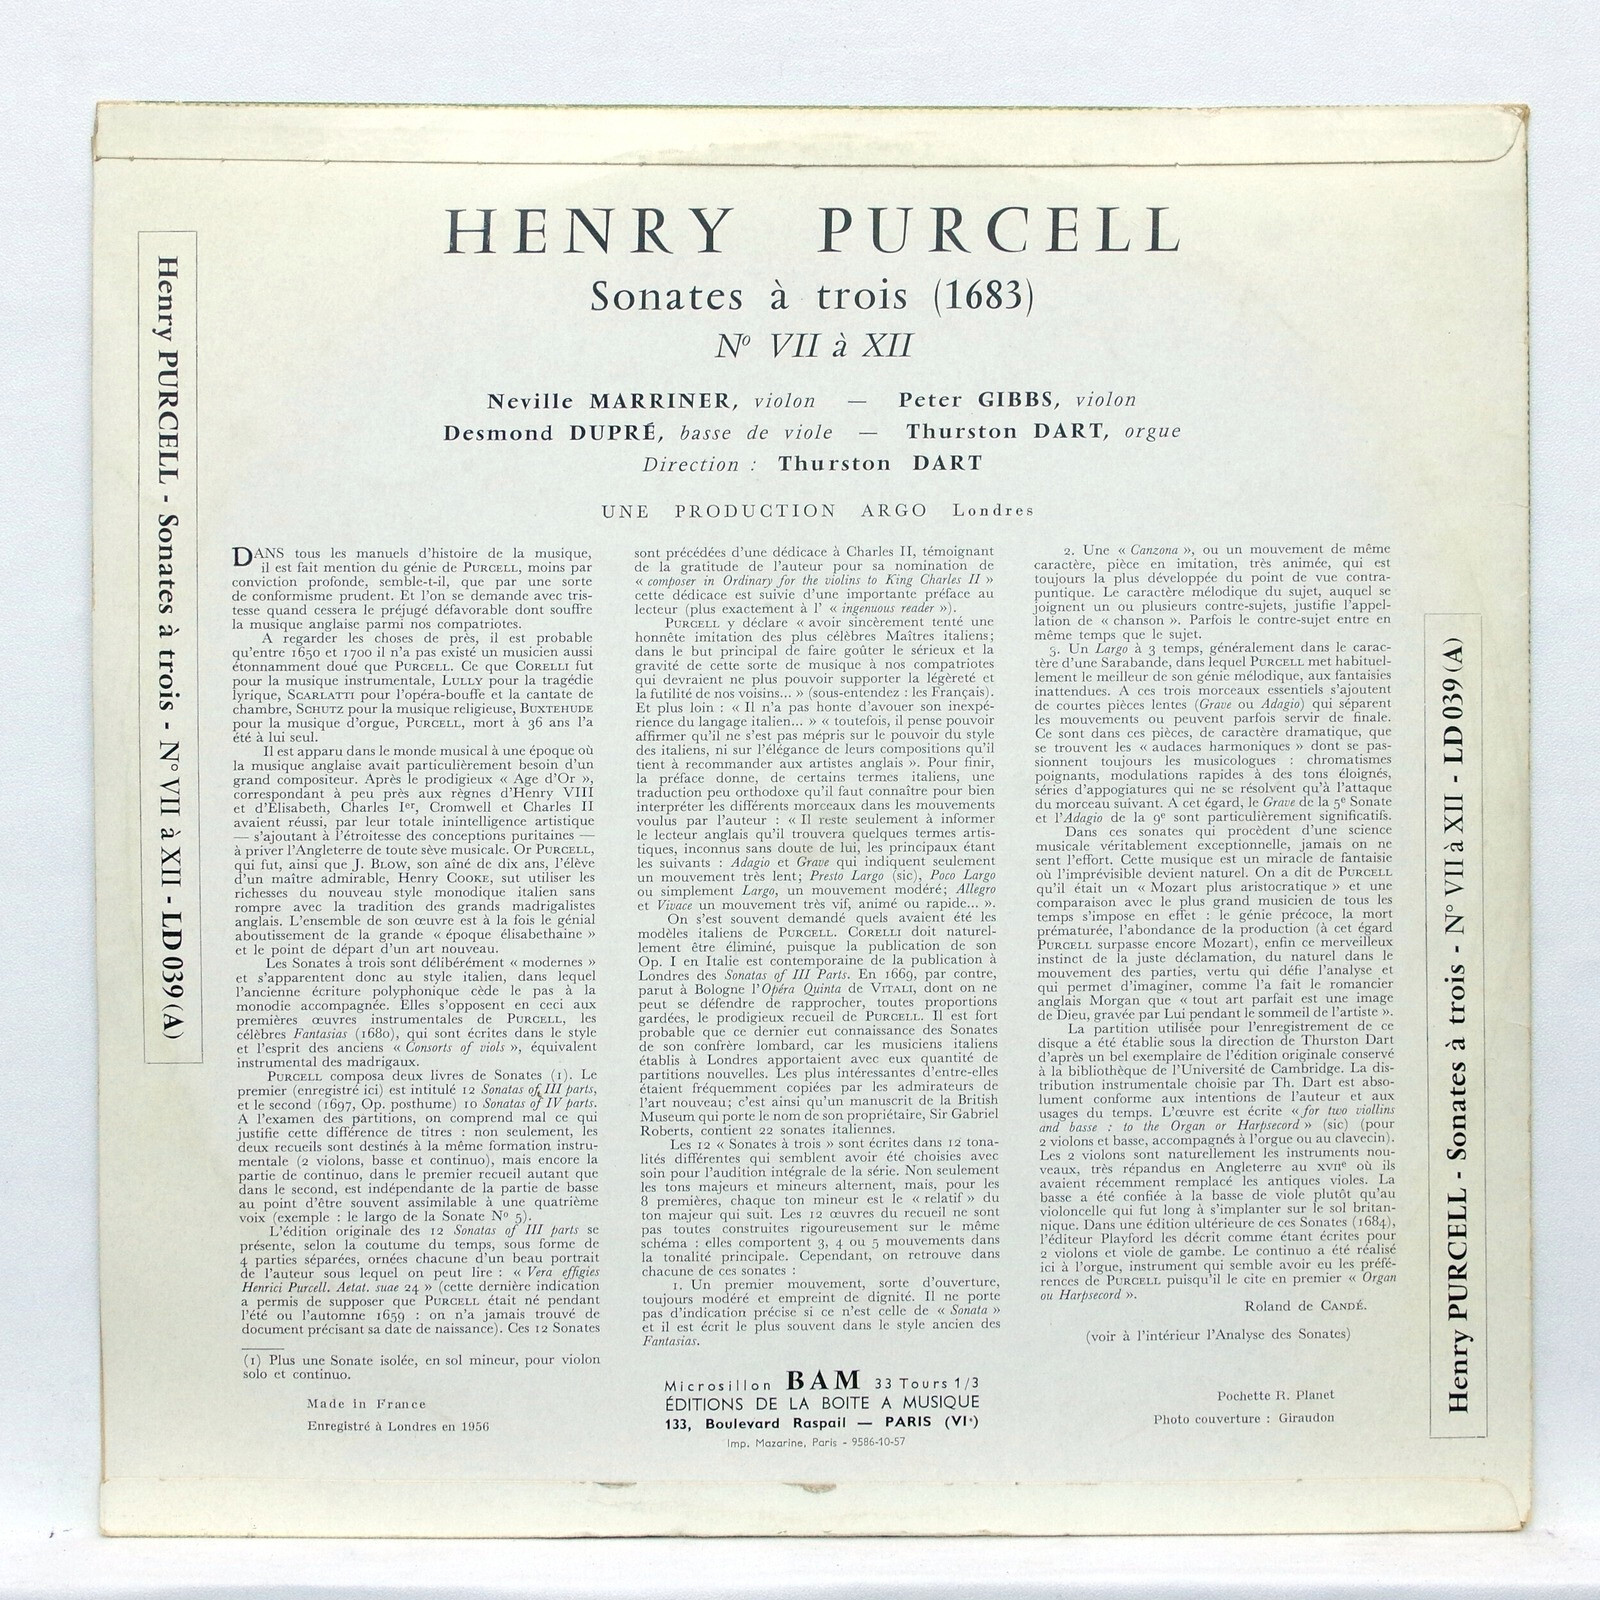 HENRY PURCELL
Sonates à trois (1683)
Nº VII à XII
Neville MARRINER, violon — Peter GIBBS, violon
Desmond DUPRÉ, basse de viole — Thurston DART, orgue
Direction : Thurston DART
UNE PRODUCTION ARGO Londres
Henry PURCELL - Sonates à trois - N° VII à XII - LD 039 (A)
DANS tous les manuels d'histoire de la musique,
il est fait mention du génie de PURCELL, moins par
conviction profonde, semble-t-il, que par une sorte
de conformisme prudent. Et l'on se demande avec tris-
tesse quand cessera le préjugé défavorable dont souffre
la musique anglaise parmi nos compatriotes.
A regarder les choses de près, il est probable
qu'entre 1650 et 1700 il n'a pas existé un musicien aussi
étonnamment doué que PURCELL. Ce que CORELLI fut
pour la musique instrumentale, LULLY pour la tragédie
lyrique, SCARLATTI pour l'opéra-bouffe et la cantate de
chambre, SCHUTZ pour la musique religieuse, BUXTEHUDE
pour la musique d'orgue, PURCELL, mort à 36 ans l'a
été à lui seul.
Il est apparu dans le monde musical à une époque où
la musique anglaise avait particulièrement besoin d'un
grand compositeur. Après le prodigieux « Age d'Or »,
correspondant à peu près aux règnes d'Henry VIII
et d'Élisabeth, Charles Ier, Cromwell et Charles II
avaient réussi, par leur totale inintelligence artistique
— s'ajoutant à l'étroitesse des conceptions puritaines —
à priver l'Angleterre de toute sève musicale. Or PURCELL,
qui fut, ainsi que J. BLOW, son aîné de dix ans, l'élève
d'un maître admirable, Henry COOKE, sut utiliser les
richesses du nouveau style monodique italien sans
rompre avec la tradition des grands madrigalistes
anglais. L'ensemble de son œuvre est à la fois le génial
aboutissement de la grande « époque élisabethaine »
et le point de départ d'un art nouveau.
Les Sonates à trois sont délibérément « modernes »
et s'apparentent donc au style italien, dans lequel
l'ancienne écriture polyphonique cède le pas à la
monodie accompagnée. Elles s'opposent en ceci aux
premières œuvres instrumentales de PURCELL, les
célèbres Fantasias (1680), qui sont écrites dans le style
et l'esprit des anciens « Consorts of viols », équivalent
instrumental des madrigaux.
PURCELL composa deux livres de Sonates (1). Le
premier (enregistré ici) est intitulé 12 Sonatas of III parts,
et le second (1697, Op. posthume) 10 Sonatas of IV parts.
A l'examen des partitions, on comprend mal ce qui
justifie cette différence de titres : non seulement, les
deux recueils sont destinés à la même formation instru-
mentale (2 violons, basse et continuo), mais encore la
partie de continuo, dans le premier recueil autant que
dans le second, est indépendante de la partie de basse
au point d'être souvent assimilable à une quatrième
voix (exemple : le largo de la Sonate Nº 5).
L'édition originale des 12 Sonatas of III parts se
présente, selon la coutume du temps, sous forme de
4 parties séparées, ornées chacune d'un beau portrait
de l'auteur sous lequel on peut lire : « Vera effigies
Henrici Purcell. Aetat. suae 24 » (cette dernière indication
a permis de supposer que PURCELL était né pendant
l'été ou l'automne 1659 : on n'a jamais trouvé de
document précisant sa date de naissance). Ces 12 Sonates
(1) Plus une Sonate isolée, en sol mineur, pour violon
solo et continuo.
Made in France
Enregistré à Londres en 1956
sont précédées d'une dédicace à Charles II, témoignant
de la gratitude de l'auteur pour sa nomination de
« composer in Ordinary for the violins to King Charles II »
cette dédicace est suivie d'une importante préface au
lecteur (plus exactement à l' « ingenuous reader »).
PURCELL y déclare « avoir sincèrement tenté une
honnête imitation des plus célèbres Maîtres italiens;
dans le but principal de faire goûter le sérieux et la
gravité de cette sorte de musique à nos compatriotes
qui devraient ne plus pouvoir supporter la légèreté et
la futilité de nos voisins... » (sous-entendez : les Français).
Et plus loin : « Il n'a pas honte d'avouer son inexpé-
rience du langage italien... » « toutefois, il pense pouvoir
affirmer qu'il ne s'est pas mépris sur le pouvoir du style
des italiens, ni sur l'élégance de leurs compositions qu'il
tient à recommander aux artistes anglais ». Pour finir,
la préface donne, de certains termes italiens, une
traduction peu orthodoxe qu'il faut connaître pour bien
interpréter les différents morceaux dans les mouvements
voulus par l'auteur : « Il reste seulement à informer
le lecteur anglais qu'il trouvera quelques termes artis-
tiques, inconnus sans doute de lui, les principaux étant
les suivants : Adagio et Grave qui indiquent seulement
un mouvement très lent; Presto Largo (sic), Poco Largo
ou simplement Largo, un mouvement modéré; Allegro
et Vivace un mouvement très vif, animé ou rapide... ».
On s'est souvent demandé quels avaient été les
modèles italiens de PURCELL. CORELLI doit naturel-
lement être éliminé, puisque la publication de son
Op. I en Italie est contemporaine de la publication à
Londres des Sonatas of III Parts. En 1669, par contre,
parut à Bologne l'Opéra Quinta de VITALI, dont on ne
peut se défendre de rapprocher, toutes proportions
gardées, le prodigieux recueil de PURCELL. Il est fort
probable que ce dernier eut connaissance des Sonates
de son confrère lombard, car les musiciens italiens
établis à Londres apportaient avec eux quantité de
partitions nouvelles. Les plus intéressantes d'entre-elles
étaient fréquemment copiées par les admirateurs de
l'art nouveau; c'est ainsi qu'un manuscrit de la British
Museum qui porte le nom de son propriétaire, Sir Gabriel
Roberts, contient 22 sonates italiennes.
Les 12 « Sonates à trois » sont écrites dans 12 tona-
lités différentes qui semblent avoir été choisies avec
soin pour l'audition intégrale de la série. Non seulement
les tons majeurs et mineurs alternent, mais, pour les
8 premières, chaque ton mineur est le « relatif » du
ton majeur qui suit. Les 12 œuvres du recueil ne sont
pas toutes construites rigoureusement sur le même
schéma : elles comportent 3, 4 ou 5 mouvements dans
la tonalité principale. Cependant, on retrouve dans
chacune de ces sonates :
1. Un premier mouvement, sorte d'ouverture,
toujours modéré et empreint de dignité. Il ne porte
pas d'indication précise si ce n'est celle de « Sonata »
et il est écrit le plus souvent dans le style ancien des
Fantasias.
Microsillon BAM 33 Tours 1/3
ÉDITIONS DE LA BOITE A MUSIQUE
133, Boulevard Raspail — PARIS (VIe)
Imp. Mazarine, Paris - 9586-10-57
2. Une « Canzona », ou un mouvement de même
caractère, pièce en imitation, très animée, qui est
toujours la plus développée du point de vue contra-
puntique. Le caractère mélodique du sujet, auquel se
joignent un ou plusieurs contre-sujets, justifie l'appel-
lation de « chanson ». Parfois le contre-sujet entre en
même temps que le sujet.
3. Un Largo à 3 temps, généralement dans le carac-
tère d'une Sarabande, dans lequel PURCELL met habituel-
lement le meilleur de son génie mélodique, aux fantaisies
inattendues. A ces trois morceaux essentiels s'ajoutent
de courtes pièces lentes (Grave ou Adagio) qui séparent
les mouvements ou peuvent parfois servir de finale.
Ce sont dans ces pièces, de caractère dramatique, que
se trouvent les « audaces harmoniques » dont se pas-
sionnent toujours les musicologues : chromatismes
poignants, modulations rapides à des tons éloignés,
séries d'appogiatures qui ne se résolvent qu'à l'attaque
du morceau suivant. A cet égard, le Grave de la 5e Sonate
et l'Adagio de la 9e sont particulièrement significatifs.
Dans ces sonates qui procèdent d'une science
musicale véritablement exceptionnelle, jamais on ne
sent l'effort. Cette musique est un miracle de fantaisie
où l'imprévisible devient naturel. On a dit de PURCELL
qu'il était un « Mozart plus aristocratique » et une
comparaison avec le plus grand musicien de tous les
temps s'impose en effet : le génie précoce, la mort
prématurée, l'abondance de la production (à cet égard
PURCELL surpasse encore Mozart), enfin ce merveilleux
instinct de la juste déclamation, du naturel dans le
mouvement des parties, vertu qui défie l'analyse et
qui permet d'imaginer, comme l'a fait le romancier
anglais Morgan que « tout art parfait est une image
de Dieu, gravée par Lui pendant le sommeil de l'artiste ».
La partition utilisée pour l'enregistrement de ce
disque a été établie sous la direction de Thurston Dart
d'après un bel exemplaire de l'édition originale conservé
à la bibliothèque de l'Université de Cambridge. La dis-
tribution instrumentale choisie par Th. Dart est abso-
lument conforme aux intentions de l'auteur et aux
usages du temps. L'œuvre est écrite « for two viollins
and basse : to the Organ or Harpsecord » (sic) (pour
2 violons et basse, accompagnés à l'orgue ou au clavecin).
Les 2 violons sont naturellement les instruments nou-
veaux, très répandus en Angleterre au XVIIe où ils
avaient récemment remplacé les antiques violes. La
basse a été confiée à la basse de viole plutôt qu'au
violoncelle qui fut long à s'implanter sur le sol britan-
nique. Dans une édition ultérieure de ces Sonates (1684),
l'éditeur Playford les décrit comme étant écrites pour
2 violons et viole de gambe. Le continuo a été réalisé
ici à l'orgue, instrument qui semble avoir eu les préfé-
rences de PURCELL puisqu'il le cite en premier « Organ
ou Harpsecord ».
Roland de CANDÉ.
(voir à l'intérieur l'Analyse des Sonates)
Pochette R. Planet
Photo couverture : Giraudon
Henry PURCELL - Sonates à trois - N° VII à XII - LD 039 (A)